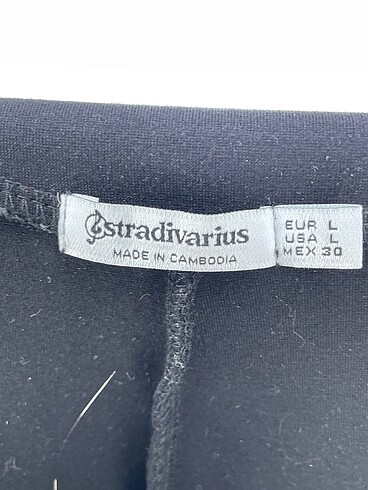 stradivarius
MADE IN CAMBODIA
EUR L
USA L
MEX 30